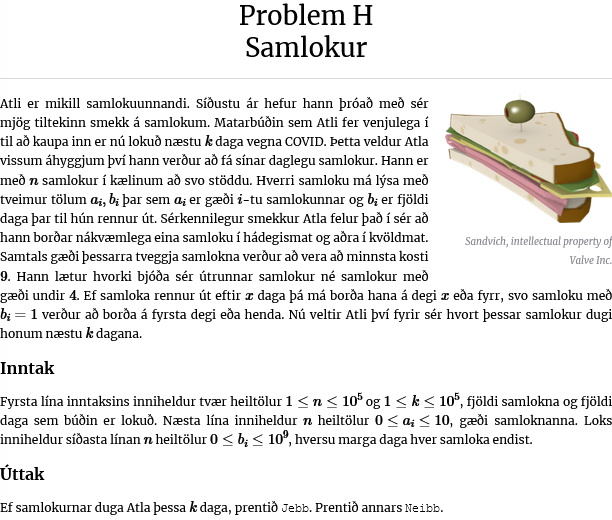 Problem H
Samlokur
Atli er mikill samlokuunnandi. Síðustu ár hefur hann þróað með sér
mjög tiltekinn smekk á samlokum. Matarbúðin sem Atli fer venjulega í
til að kaupa inn er nú lokuð næstu k daga vegna COVID. Þetta veldur Atla
vissum áhyggjum því hann verður að fá sínar daglegu samlokur. Hann er
með n samlokur í kælinum að svo stöddu. Hverri samloku má lýsa með
tveimur tölum a_i, b_i þar sem a_i er gæði i-tu samlokunnar og b_i er fjöldi
daga þar til hún rennur út. Sérkennilegur smekkur Atla felur það í sér að
hann borðar nákvæmlega eina samloku í hádegismat og aðra í kvöldmat.
Samtals gæði þessarra tveggja samlokna verður að vera að minnsta kosti
9. Hann lætur hvorki bjóða sér útrunnar samlokur né samlokur með
gæði undir 4. Ef samloka rennur út eftir x daga þá má borða hana á degi x eða fyrr, svo samloku með
b_i = 1 verður að borða á fyrsta degi eða henda. Nú veltir Atli því fyrir sér hvort þessar samlokur dugi
honum næstu k dagana.
Sandvich, intellectual property of
Valve Inc.
Inntak
Fyrsta lína inntaksins inniheldur tvær heiltölur 1 ≤ n ≤ 10^5 og 1 ≤ k ≤ 10^5, fjöldi samlokna og fjöldi
daga sem búðin er lokuð. Næsta lína inniheldur n heiltölur 0 ≤ a_i ≤ 10, gæði samloknanna. Loks
inniheldur síðasta línan n heiltölur 0 ≤ b_i ≤ 10^9, hversu marga daga hver samloka endist.
Úttak
Ef samlokurnar duga Atla þessa k daga, prentið Jebb. Prentið annars Neibb.